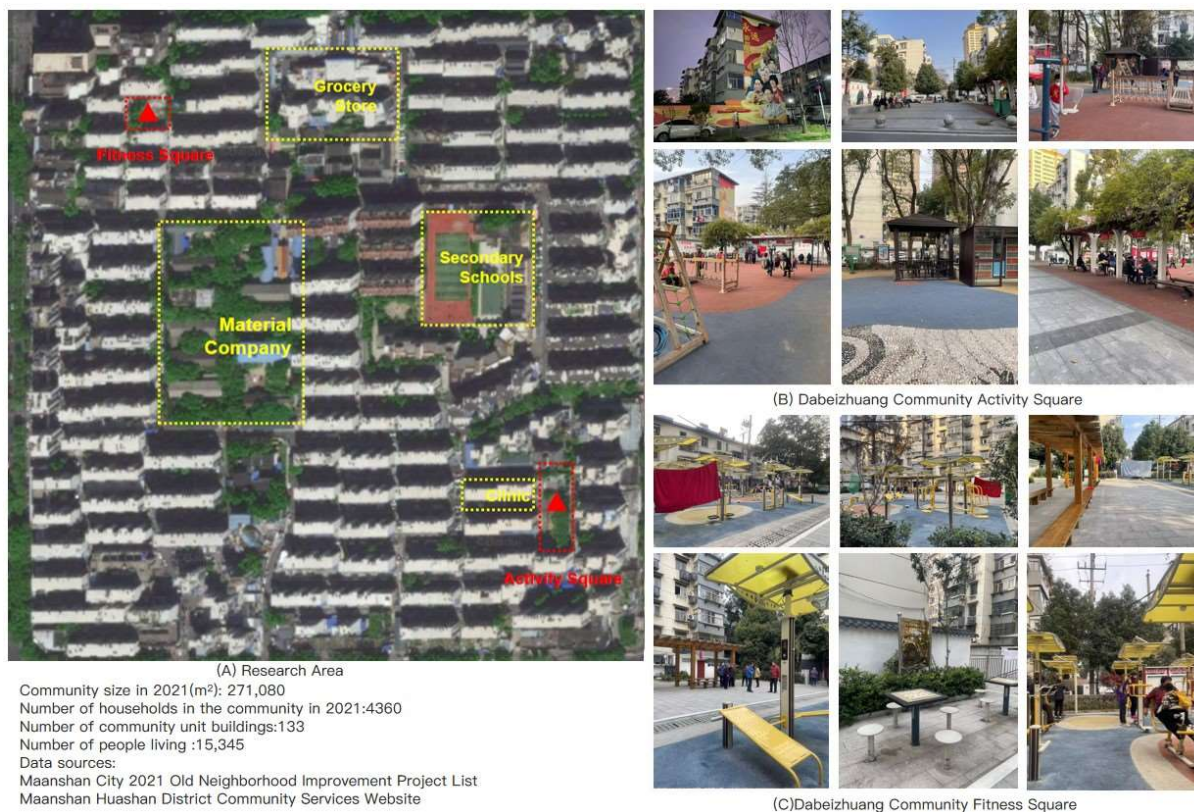 Grocery
Store
Fitness Square
Secondary
Schools
Material
Company
Clinic
Activity Square
(A) Research Area
Community size in 2021(m²): 271,080
Number of households in the community in 2021:4360
Number of community unit buildings:133
Number of people living :15,345
Data sources:
Maanshan City 2021 Old Neighborhood Improvement Project List
Maanshan Huashan District Community Services Website
(B) Dabeizhuang Community Activity Square
(C)Dabeizhuang Community Fitness Square